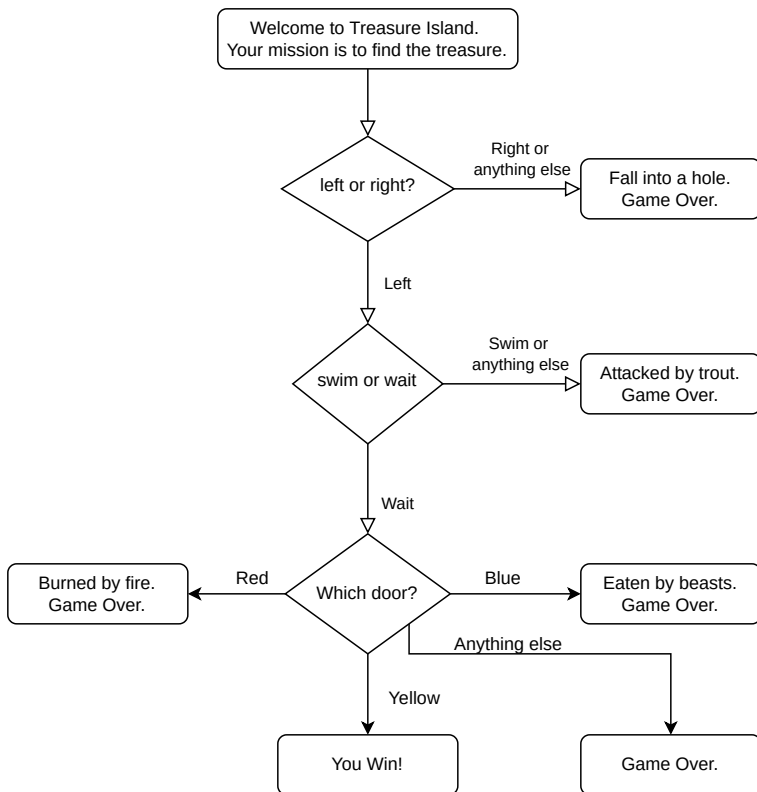 Welcome to Treasure Island.
Your mission is to find the treasure.
left or right?
Right or
anything else
Fall into a hole.
Game Over.
Left
swim or wait
Swim or
anything else
Attacked by trout.
Game Over.
Wait
Which door?
Red
Burned by fire.
Game Over.
Blue
Eaten by beasts.
Game Over.
Anything else
Yellow
You Win!
Game Over.